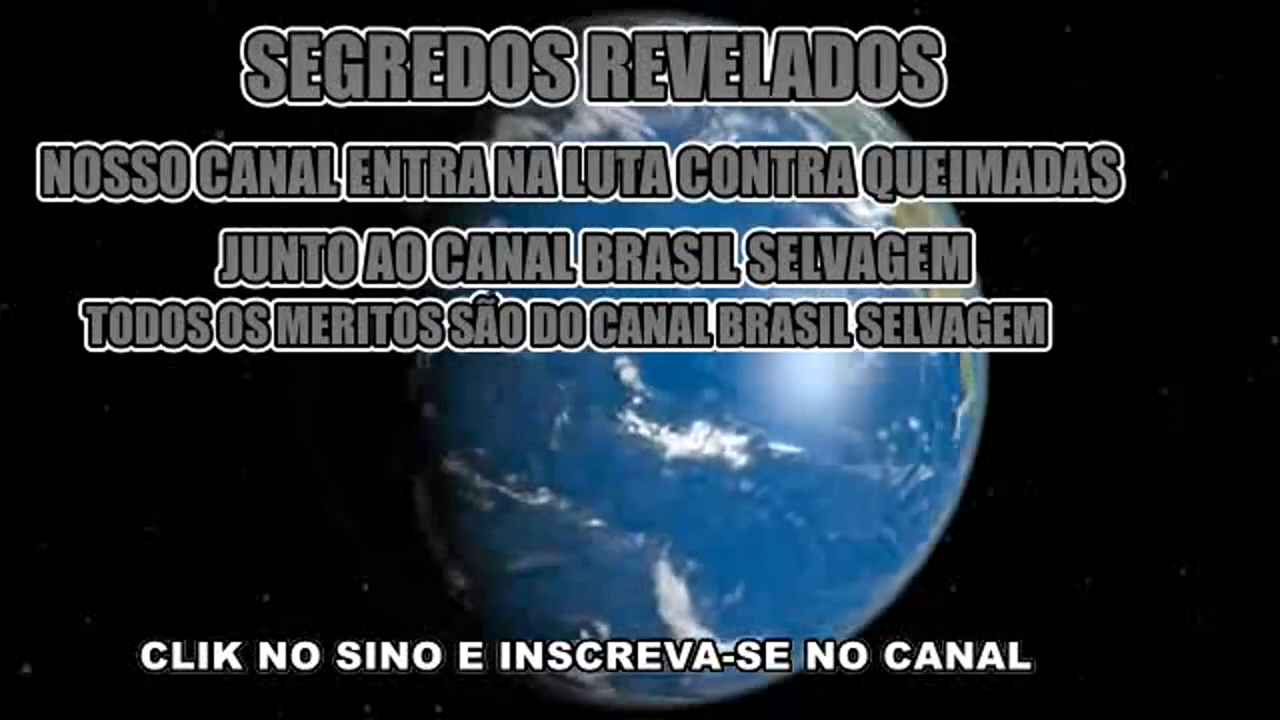 SEGREDOS REVELADOS
NOSSO CANAL ENTRA NA LUTA CONTRA QUEIMADAS
JUNTO AO CANAL BRASIL SELVAGEM
TODOS OS MERITOS SÃO DO CANAL BRASIL SELVAGEM
CLIK NO SINO E INSCREVA-SE NO CANAL